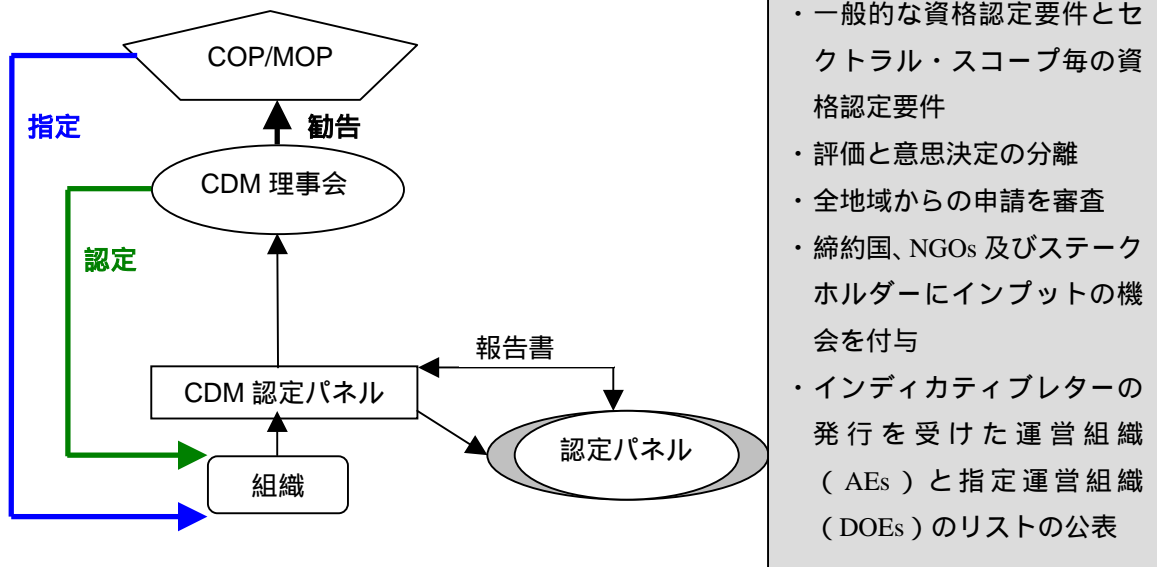 COP/MOP
指定
勧告
CDM 理事会
認定
報告書
CDM 認定パネル
認定パネル
組織
・一般的な資格認定要件とセ
クトラル・スコープ毎の資
格認定要件
・評価と意思決定の分離
・全地域からの申請を審査
・締約国、NGOs 及びステーク
ホルダーにインプットの機
会を付与
・インディカティブレターの
発行を受けた運営組織
（AEs）と指定運営組織
（DOEs）のリストの公表